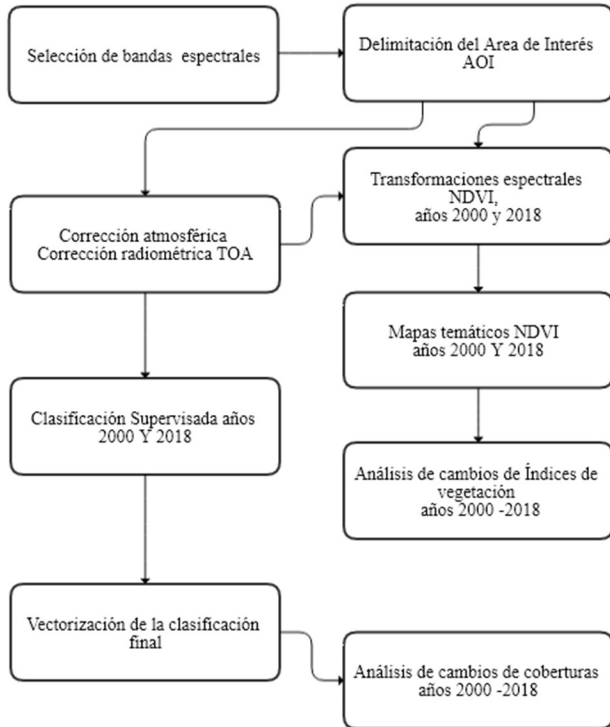 Selección de bandas espectrales
Delimitación del Area de Interés
AOI
Transformaciones espectrales
NDVI,
años 2000 y 2018
Corrección atmosférica
Corrección radiométrica TOA
Mapas temáticos NDVI
años 2000 Y 2018
Clasificación Supervisada años
2000 Y 2018
Análisis de cambios de Índices de
vegetación
años 2000 -2018
Vectorización de la clasificación
final
Análisis de cambios de coberturas
años 2000 -2018